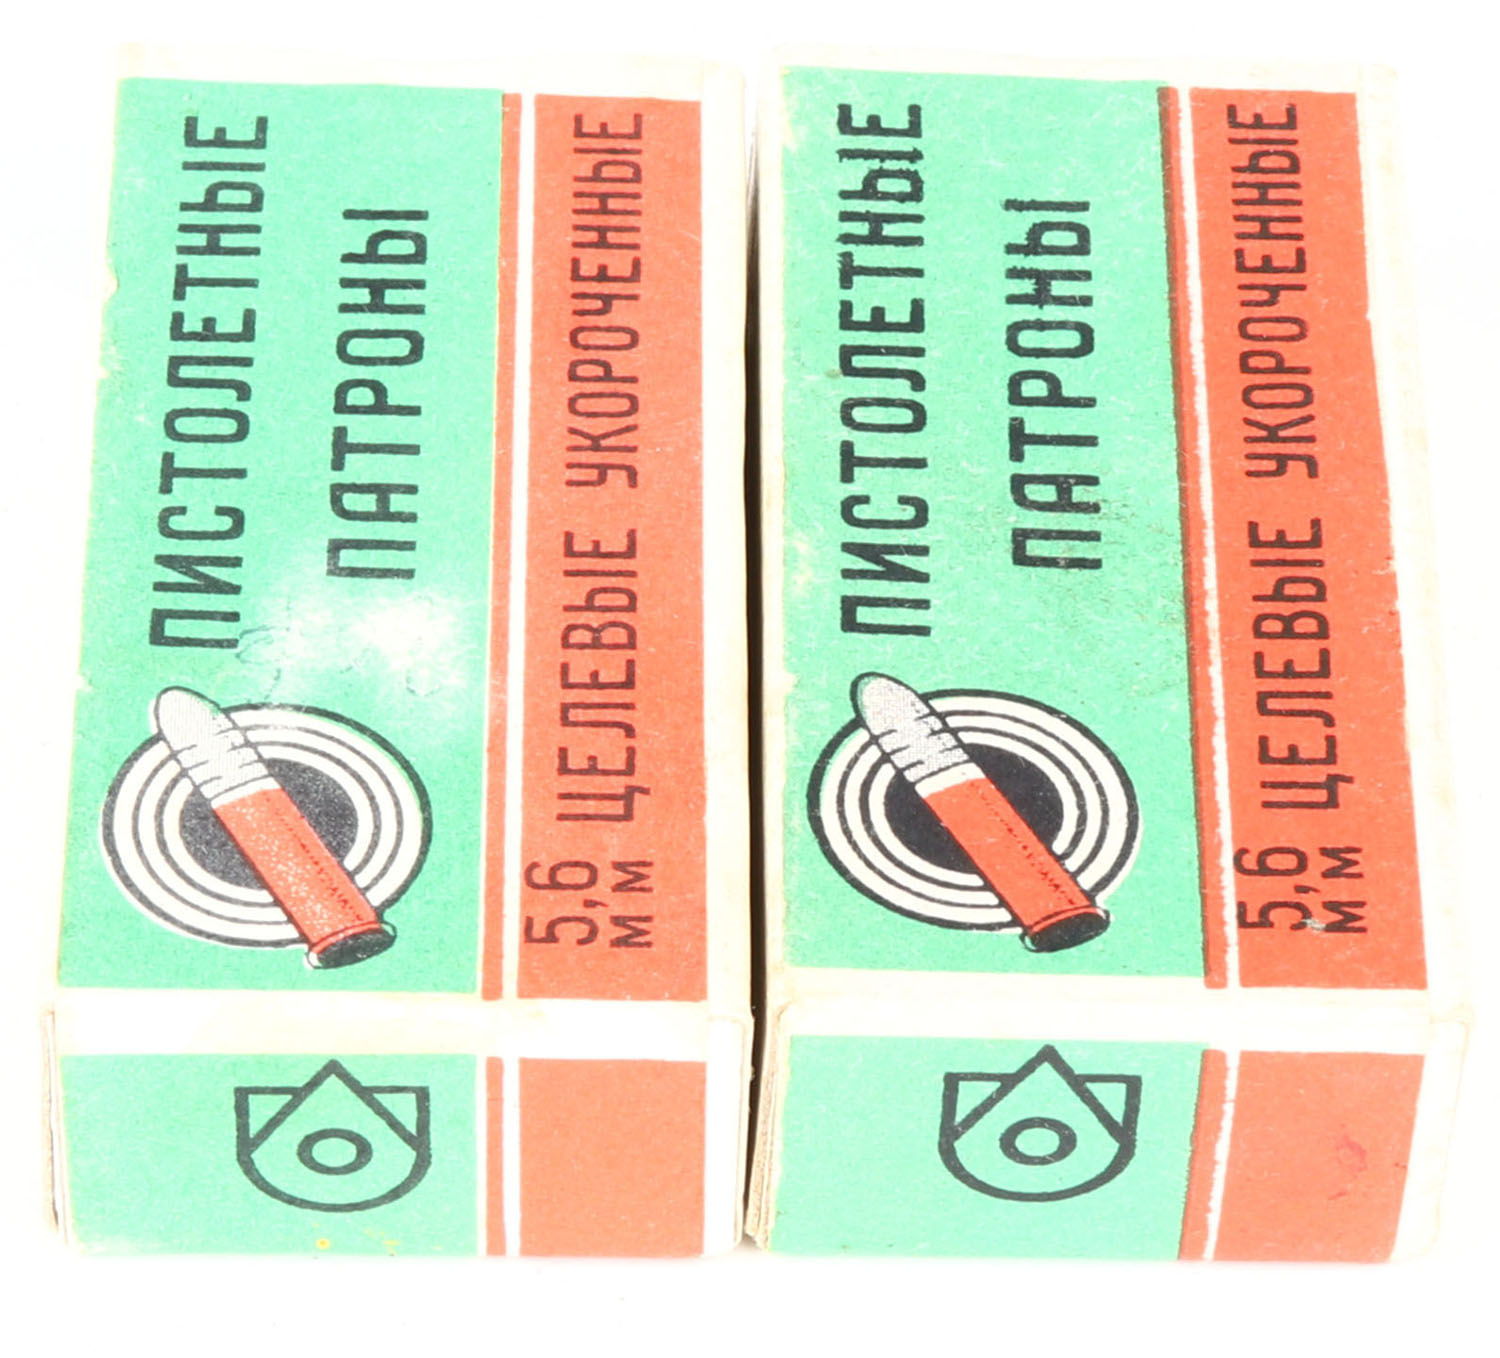 ПИСТОЛЕТНЫЕ
ПАТРОНЫ
5,6 ЦЕЛЕВЫЕ УКОРОЧЕННЫЕ
мм
ПИСТОЛЕТНЫЕ
ПАТРОНЫ
5,6 ЦЕЛЕВЫЕ УКОРОЧЕННЫЕ
мм